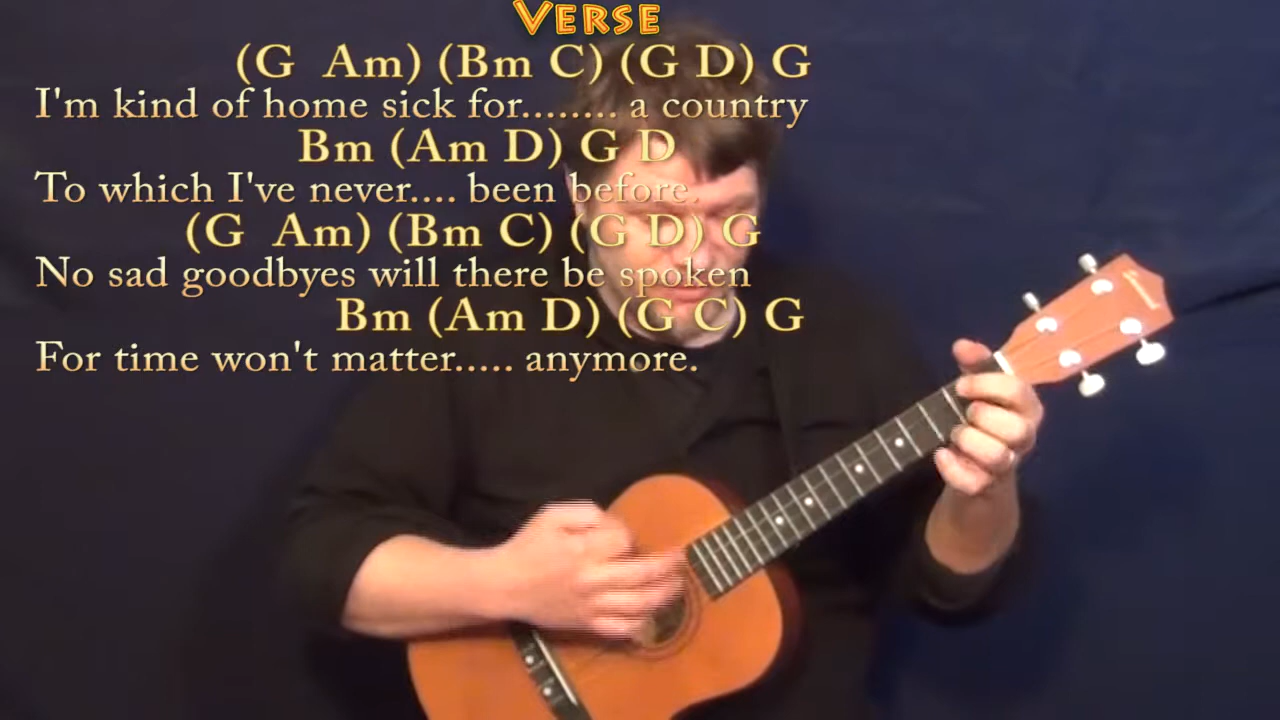 VERSE
(G Am) (Bm C) (G D) G
I'm kind of home sick for........ a country
Bm (Am D) G D
To which I've never.... been before.
(G Am) (Bm C) (G D) G
No sad goodbyes will there be spoken
Bm (Am D) (G C) G
For time won't matter..... anymore.